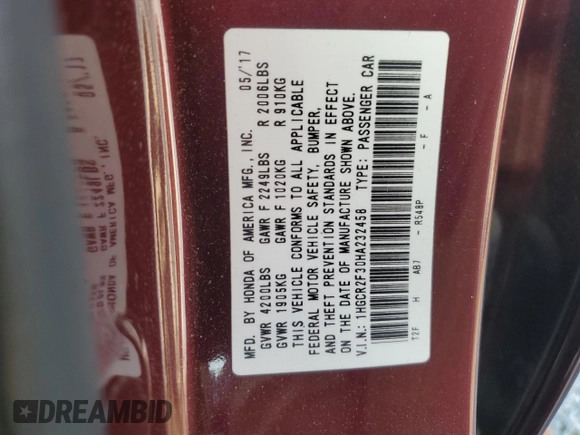 MFD. BY HONDA OF AMERICA MFG., INC. 05/'17
GVWR 4200LBS GAWR F 2249LBS R 2006LBS
GVWR 1905KG GAWR F 1020KG R 910KG
THIS VEHICLE CONFORMS TO ALL APPLICABLE
FEDERAL MOTOR VEHICLE SAFETY, BUMPER,
AND THEFT PREVENTION STANDARDS IN EFFECT
ON THE DATE OF MANUFACTURE SHOWN ABOVE.
V.I.N.: 1HGCR2F30HA232458 TYPE: PASSENGER CAR
T2F H AB7 - R548P - F - A
DREAMBID